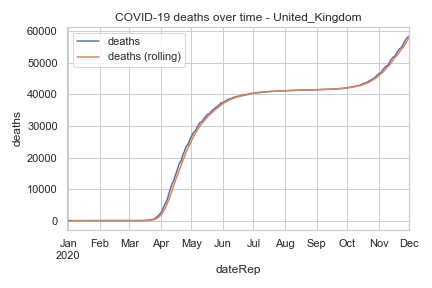 COVID-19 deaths over time - United_Kingdom
deaths
deaths (rolling)
60000
50000
40000
30000
20000
10000
0
deaths
Jan Feb Mar Apr May Jun Jul Aug Sep Oct Nov Dec
2020
dateRep